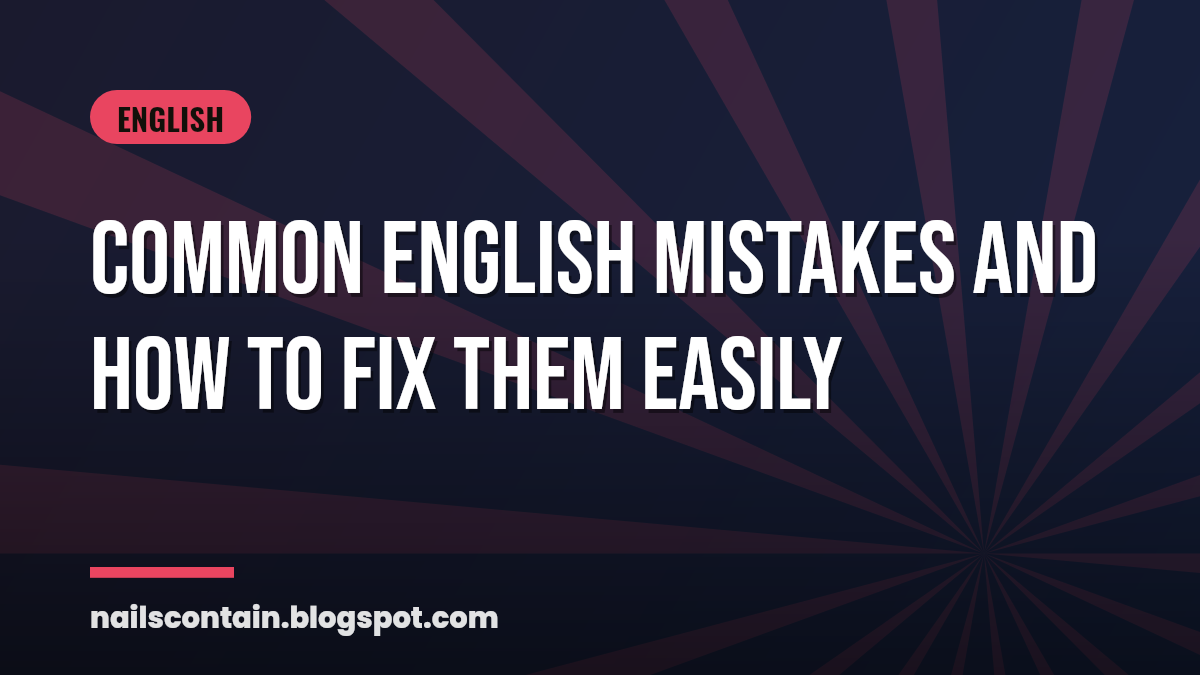 ENGLISH
COMMON ENGLISH MISTAKES AND
HOW TO FIX THEM EASILY
nailscontain.blogspot.com